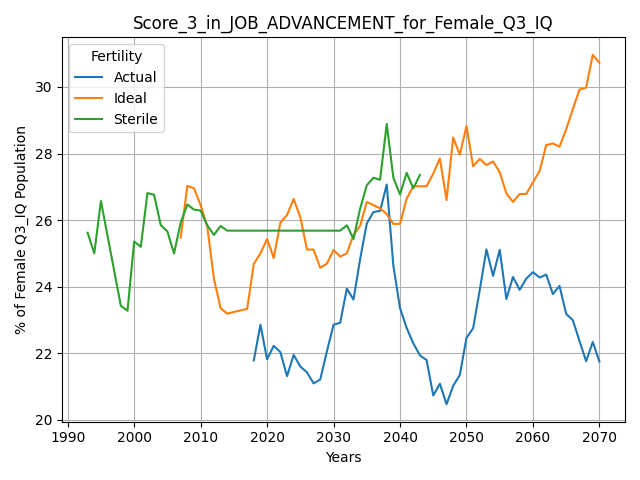 Score_3_in_JOB_ADVANCEMENT_for_Female_Q3_IQ
Fertility
Actual
Ideal
Sterile
% of Female Q3_IQ Population
30
28
26
24
22
20
1990
2000
2010
2020
2030
2040
2050
2060
2070
Years